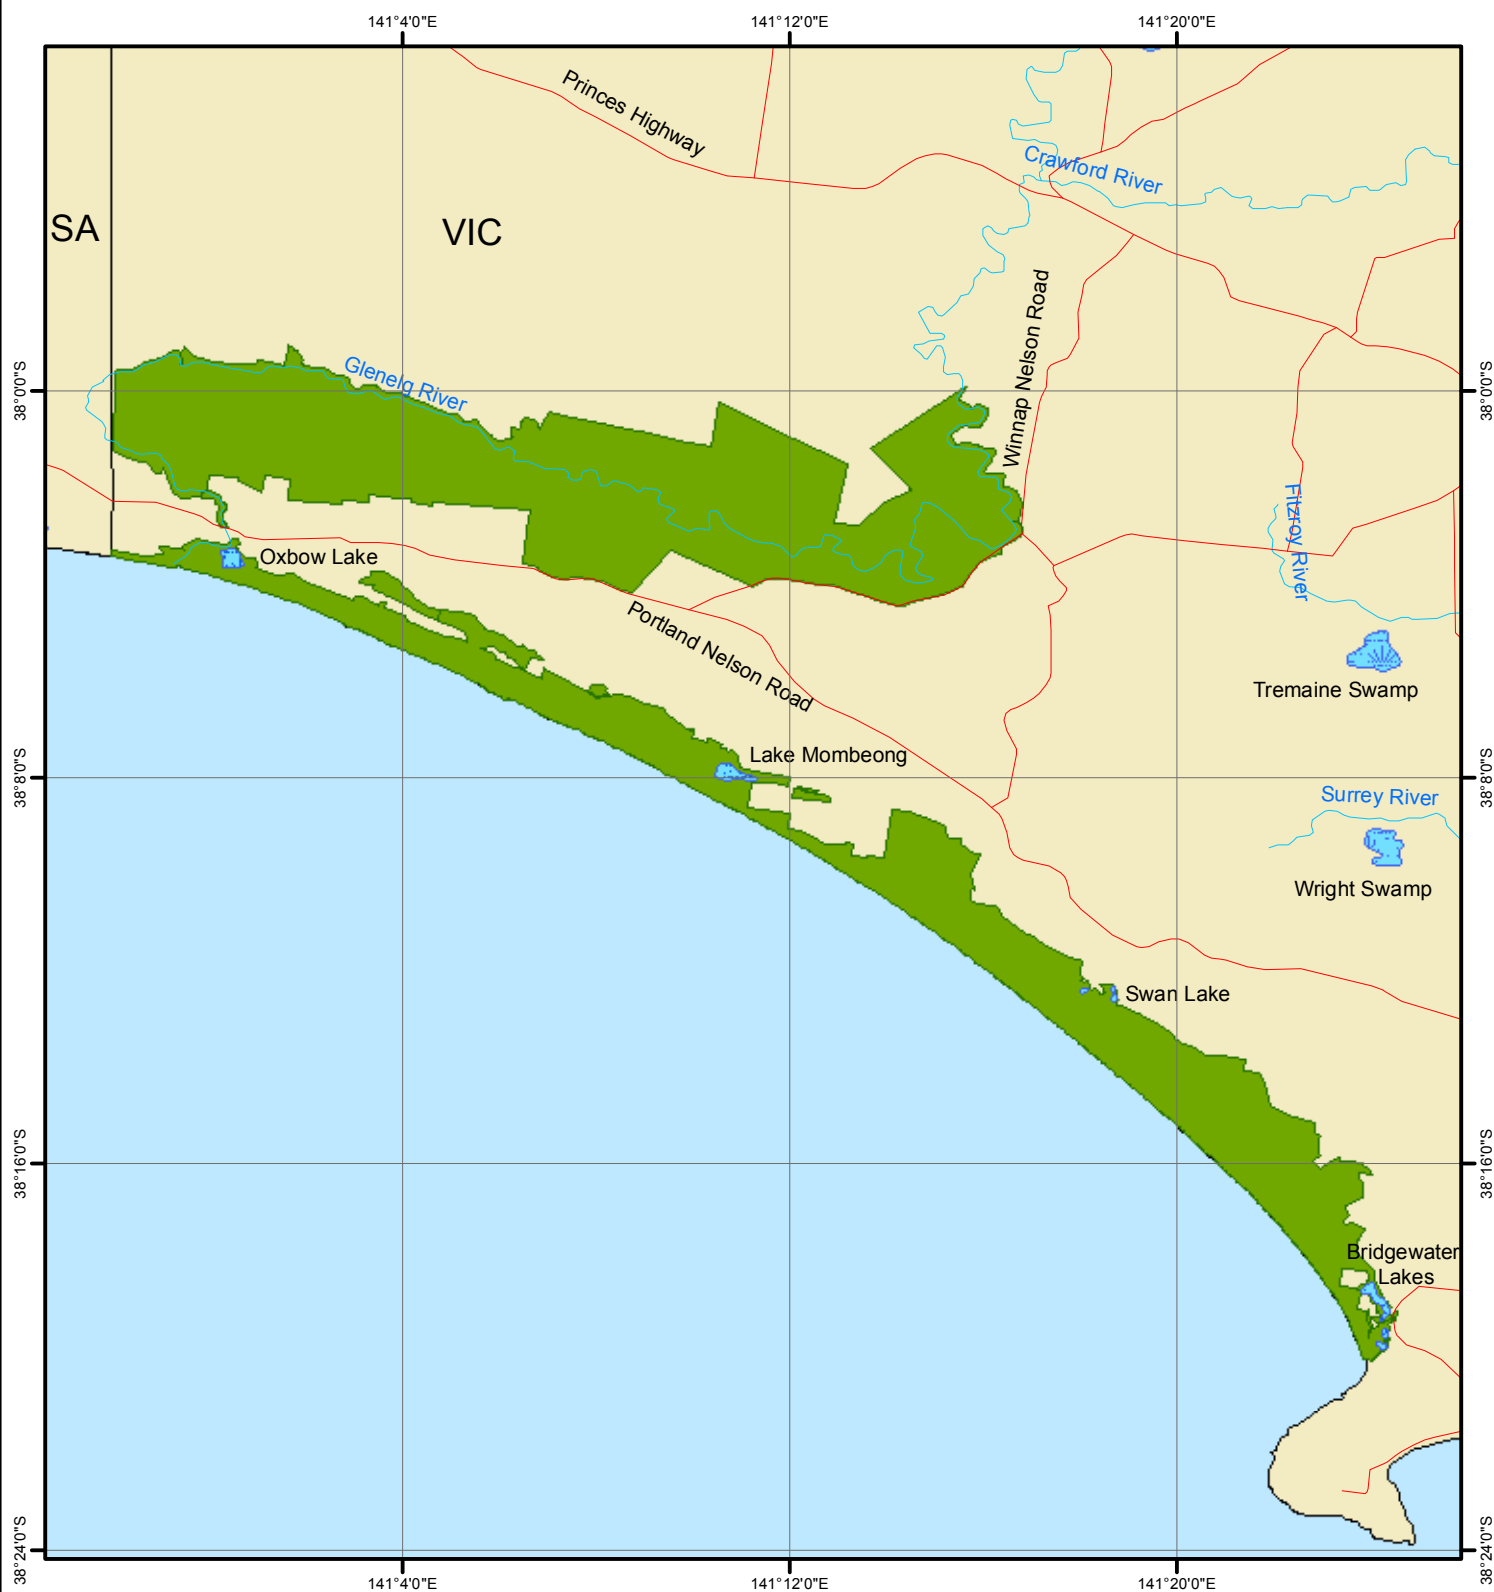 141°4'0"E
141°12'0"E
141°20'0"E
Princes Highway
Crawford River
SA
VIC
Winnap Nelson Road
Glenelg River
38°0'0"S
38°0'0"S
Fitzroy River
Oxbow Lake
Portland Nelson Road
Tremaine Swamp
Lake Mombeong
38°8'0"S
38°8'0"S
Surrey River
Wright Swamp
Swan Lake
38°16'0"S
38°16'0"S
Bridgewater
Lakes
38°24'0"S
38°24'0"S
141°4'0"E
141°12'0"E
141°20'0"E